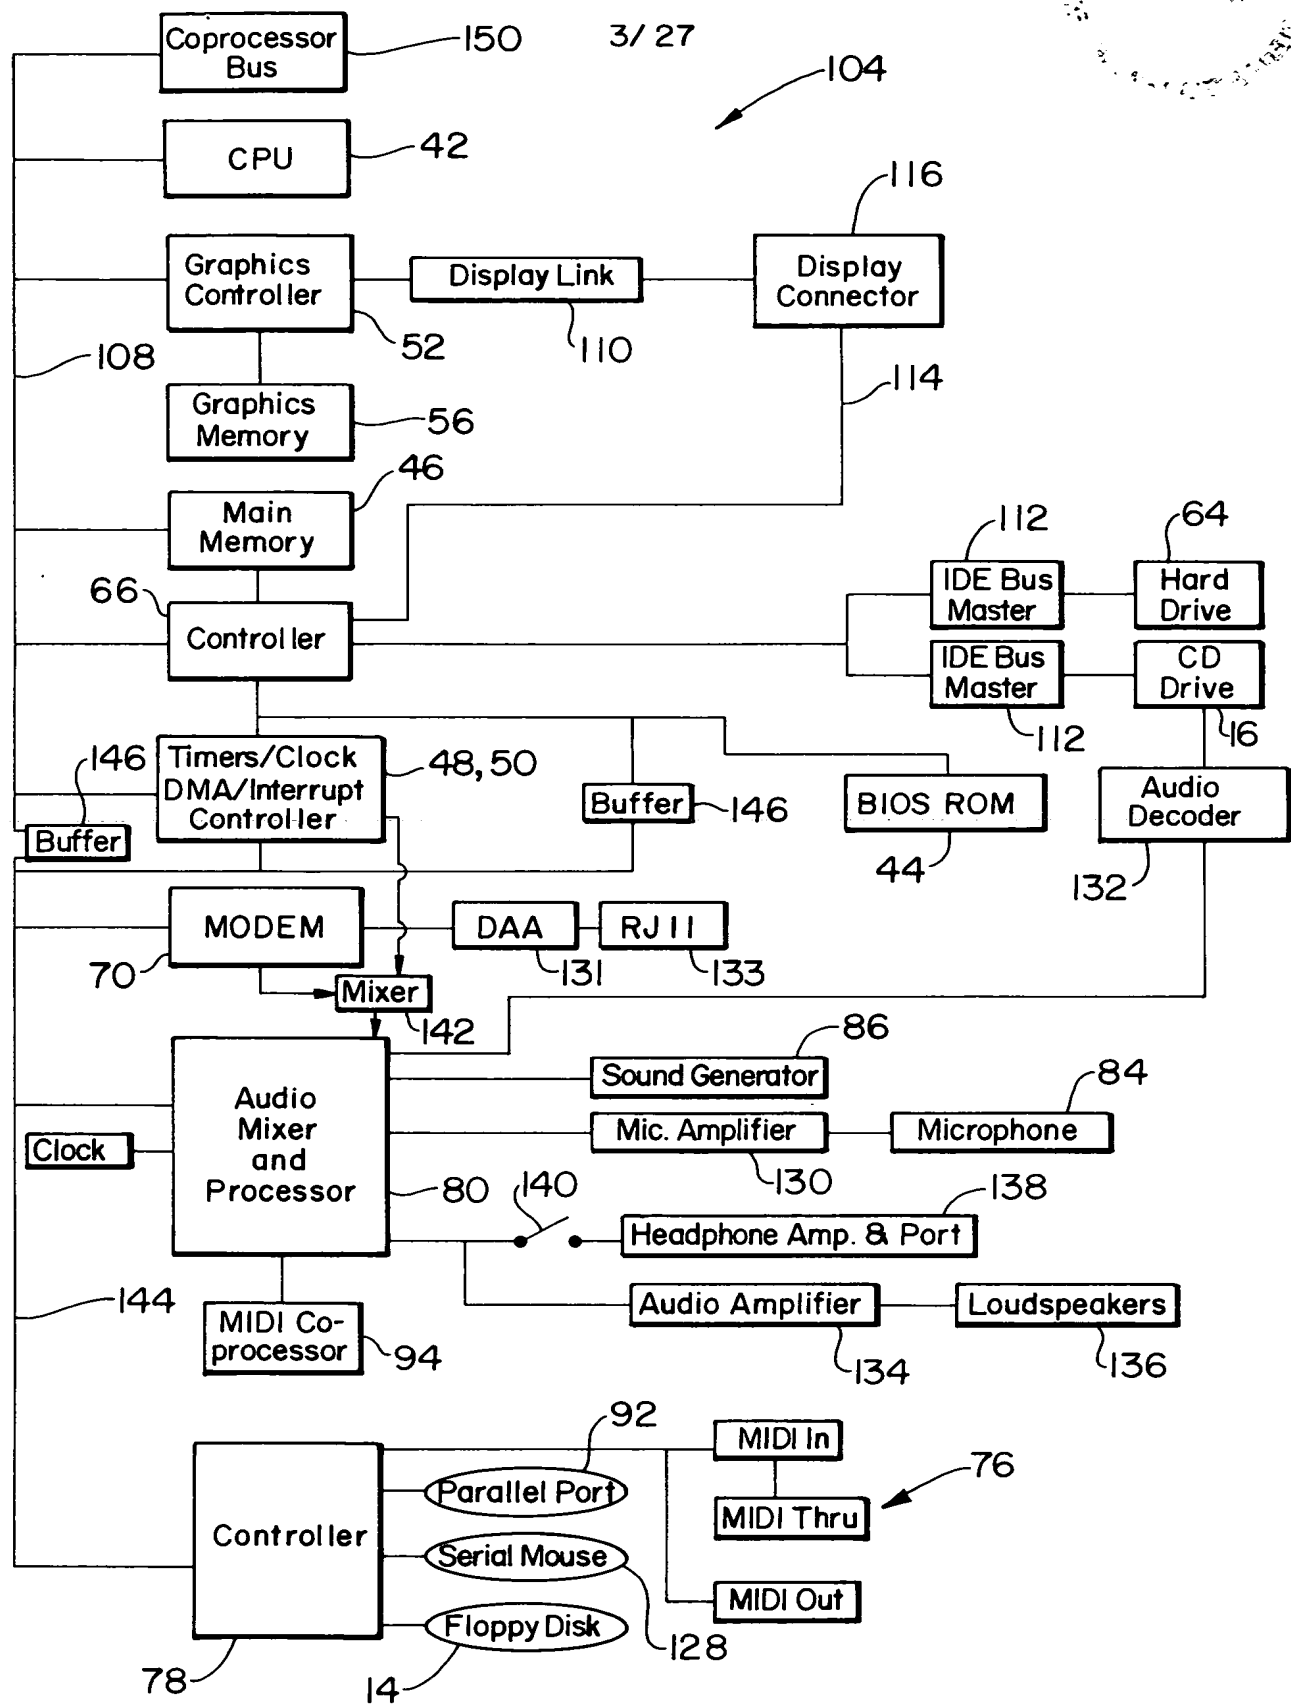 3/27
Coprocessor
Bus
150
104
CPU
42
116
Graphics
Controller
52
Display Link
110
Display
Connector
108
114
Graphics
Memory
56
46
Main
Memory
66
Controller
112
IDE Bus
Master
64
Hard
Drive
IDE Bus
Master
112
CD
Drive
16
146
Buffer
Timers/Clock
DMA/Interrupt
Controller
48, 50
Buffer
146
BIOS ROM
44
Audio
Decoder
132
MODEM
70
DAA
131
RJ11
133
Mixer
142
86
Sound Generator
84
Mic. Amplifier
130
Microphone
Clock
Audio
Mixer
and
Processor
80
140
138
Headphone Amp. & Port
144
MIDI Co-
processor
94
Audio Amplifier
134
Loudspeakers
136
92
MIDI In
76
Parallel Port
MIDI Thru
Controller
Serial Mouse
MIDI Out
Floppy Disk
128
78
14